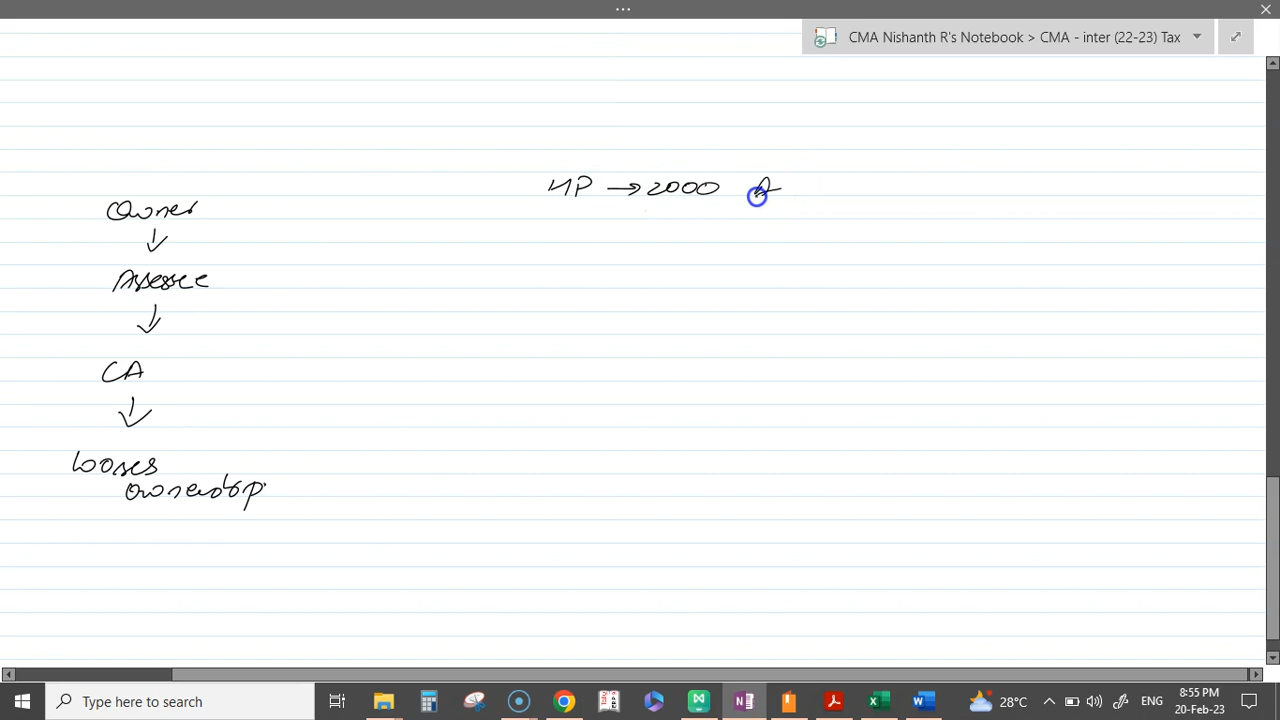 CMA Nishanth R's Notebook > CMA - inter (22-23) Tax
HP → 2000 A
Owner
↓
Assessee
↓
CA
↓
Looses
ownership
Type here to search
28°C
ENG
8:55 PM
20-Feb-23